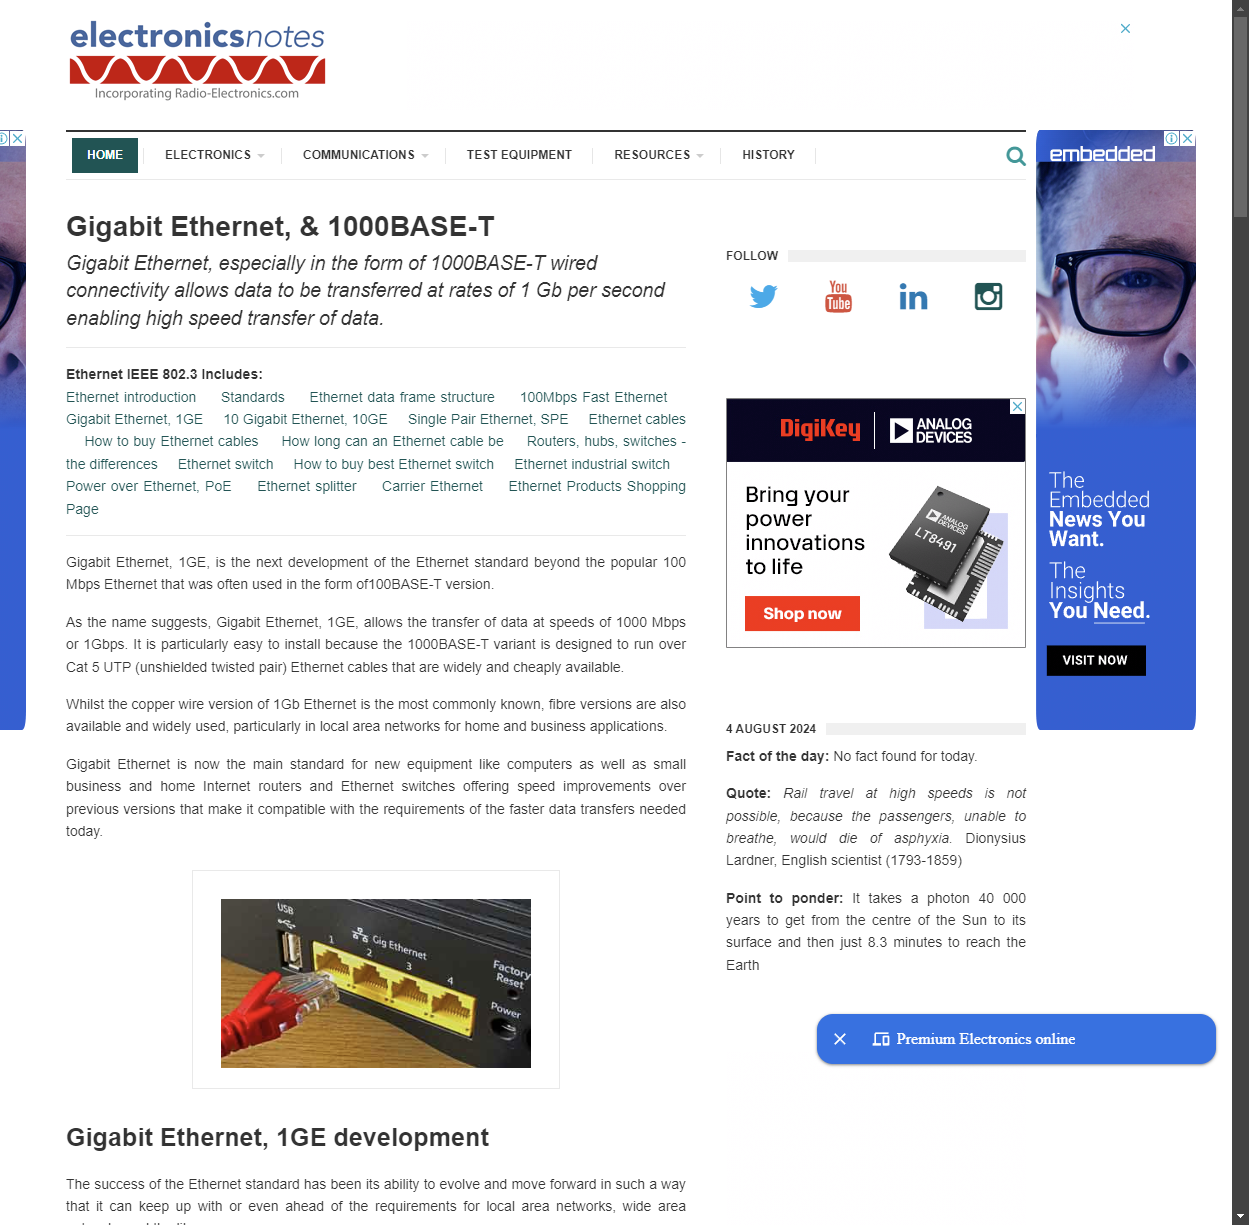 electronicsnotes
Incorporating Radio-Electronics.com
HOME
ELECTRONICS
COMMUNICATIONS
TEST EQUIPMENT
RESOURCES
HISTORY
Gigabit Ethernet, & 1000BASE-T
Gigabit Ethernet, especially in the form of 1000BASE-T wired
connectivity allows data to be transferred at rates of 1 Gb per second
enabling high speed transfer of data.
Ethernet IEEE 802.3 Includes:
Ethernet introduction Standards Ethernet data frame structure 100Mbps Fast Ethernet
Gigabit Ethernet, 1GE 10 Gigabit Ethernet, 10GE Single Pair Ethernet, SPE Ethernet cables
How to buy Ethernet cables How long can an Ethernet cable be Routers, hubs, switches -
the differences Ethernet switch How to buy best Ethernet switch Ethernet industrial switch
Power over Ethernet, PoE Ethernet splitter Carrier Ethernet Ethernet Products Shopping
Page
Gigabit Ethernet, 1GE, is the next development of the Ethernet standard beyond the popular 100
Mbps Ethernet that was often used in the form of100BASE-T version.
As the name suggests, Gigabit Ethernet, 1GE, allows the transfer of data at speeds of 1000 Mbps
or 1Gbps. It is particularly easy to install because the 1000BASE-T variant is designed to run over
Cat 5 UTP (unshielded twisted pair) Ethernet cables that are widely and cheaply available.
Whilst the copper wire version of 1Gb Ethernet is the most commonly known, fibre versions are also
available and widely used, particularly in local area networks for home and business applications.
Gigabit Ethernet is now the main standard for new equipment like computers as well as small
business and home Internet routers and Ethernet switches offering speed improvements over
previous versions that make it compatible with the requirements of the faster data transfers needed
today.
USB
Gig Ethernet
1
2
3
4
Factory
Reset
Power
Gigabit Ethernet, 1GE development
The success of the Ethernet standard has been its ability to evolve and move forward in such a way
that it can keep up with or even ahead of the requirements for local area networks, wide area
FOLLOW
You
Tube
in
DigiKey
ANALOG
DEVICES
Bring your
power
innovations
to life
Shop now
ANALOG
DEVICES
LT8491
4 AUGUST 2024
Fact of the day: No fact found for today.
Quote: Rail travel at high speeds is not
possible, because the passengers, unable to
breathe, would die of asphyxia. Dionysius
Lardner, English scientist (1793-1859)
Point to ponder: It takes a photon 40 000
years to get from the centre of the Sun to its
surface and then just 8.3 minutes to reach the
Earth
embedded
The
Embedded
News You
Want.
The
Insights
You Need.
VISIT NOW
Premium Electronics online